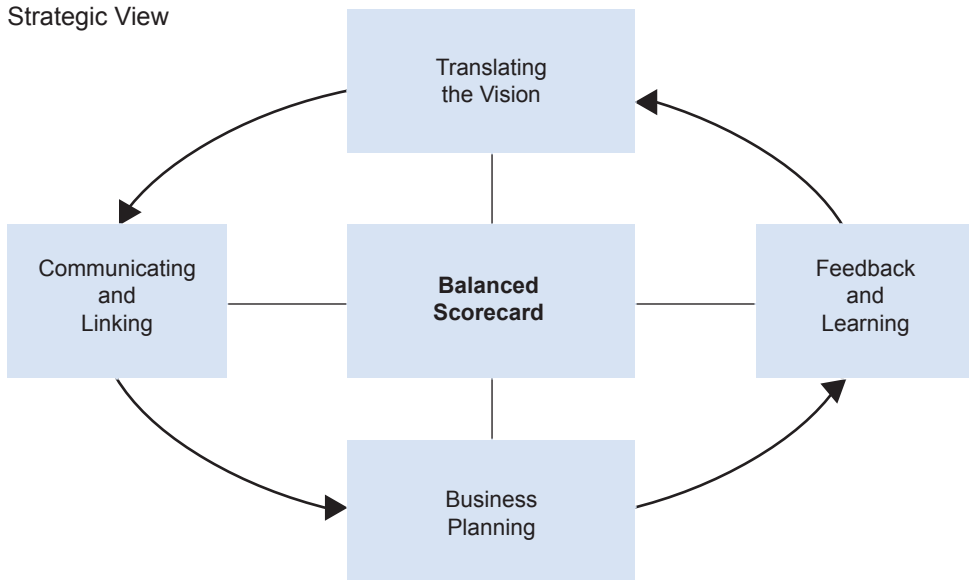 Strategic View
Translating
the Vision
Communicating
and
Linking
Balanced
Scorecard
Feedback
and
Learning
Business
Planning